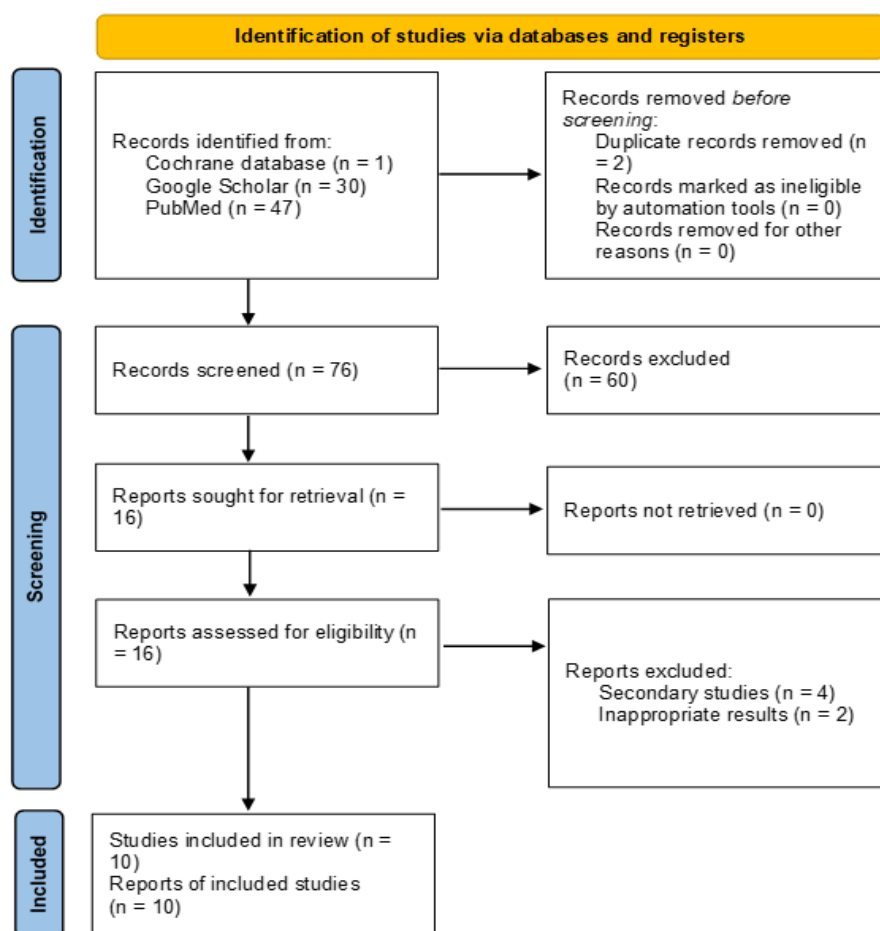 Identification of studies via databases and registers
Identification
Records identified from:
Cochrane database (n = 1)
Google Scholar (n = 30)
PubMed (n = 47)
Records removed before
screening:
Duplicate records removed (n
= 2)
Records marked as ineligible
by automation tools (n = 0)
Records removed for other
reasons (n = 0)
Screening
Records screened (n = 76)
Records excluded
(n = 60)
Reports sought for retrieval (n =
16)
Reports not retrieved (n = 0)
Reports assessed for eligibility (n
= 16)
Reports excluded:
Secondary studies (n = 4)
Inappropriate results (n = 2)
Included
Studies included in review (n =
10)
Reports of included studies
(n = 10)